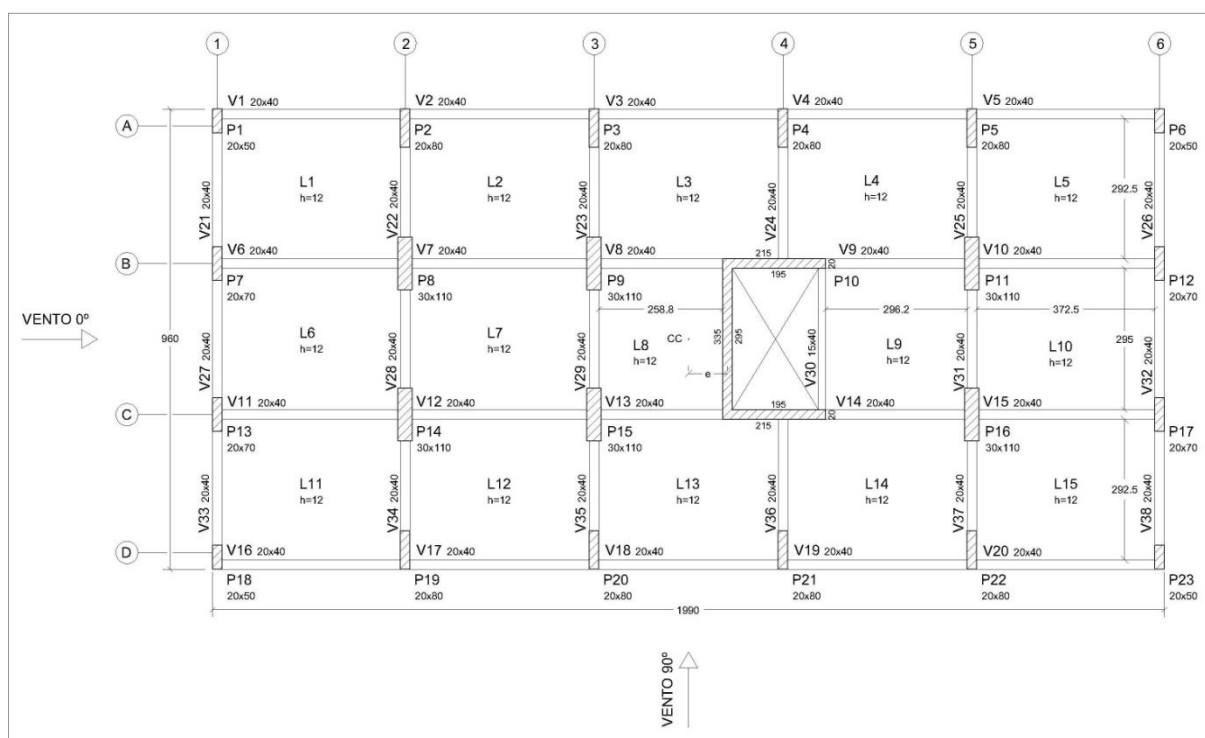 1 2 3 4 5 6
V1 20x40 V2 20x40 V3 20x40 V4 20x40 V5 20x40
A
P1 P2 P3 P4 P5 P6
20x50 20x80 20x80 20x80 20x80 20x50
L1 L2 L3 L4 L5
h=12 h=12 h=12 h=12 h=12
V21 20x40 V22 20x40 V23 20x40 V24 20x40 V25 20x40 292.5 V26 20x40
V6 20x40 V7 20x40 V8 20x40 215 V9 20x40 V10 20x40
B
195 20
P7 P8 P9 P10 P11 P12
20x70 30x110 30x110 30x110 20x70
258.8 296.2 372.5
VENTO 0º
960
L6 L7 L8 CC 335 295 L9 L10 295
h=12 h=12 h=12 h=12 h=12
e
V27 20x40 V28 20x40 V29 20x40 V30 15x40 V31 20x40 V32 20x40
V11 20x40 V12 20x40 V13 20x40 195 V14 20x40 V15 20x40
C
215 20
P13 P14 P15 P16 P17
20x70 30x110 30x110 30x110 20x70
L11 L12 L13 L14 L15
h=12 h=12 h=12 h=12 h=12
V33 20x40 V34 20x40 V35 20x40 V36 20x40 V37 20x40 292.5 V38 20x40
V16 20x40 V17 20x40 V18 20x40 V19 20x40 V20 20x40
D
P18 P19 P20 P21 P22 P23
20x50 20x80 20x80 20x80 20x80 20x50
1990
VENTO 90º